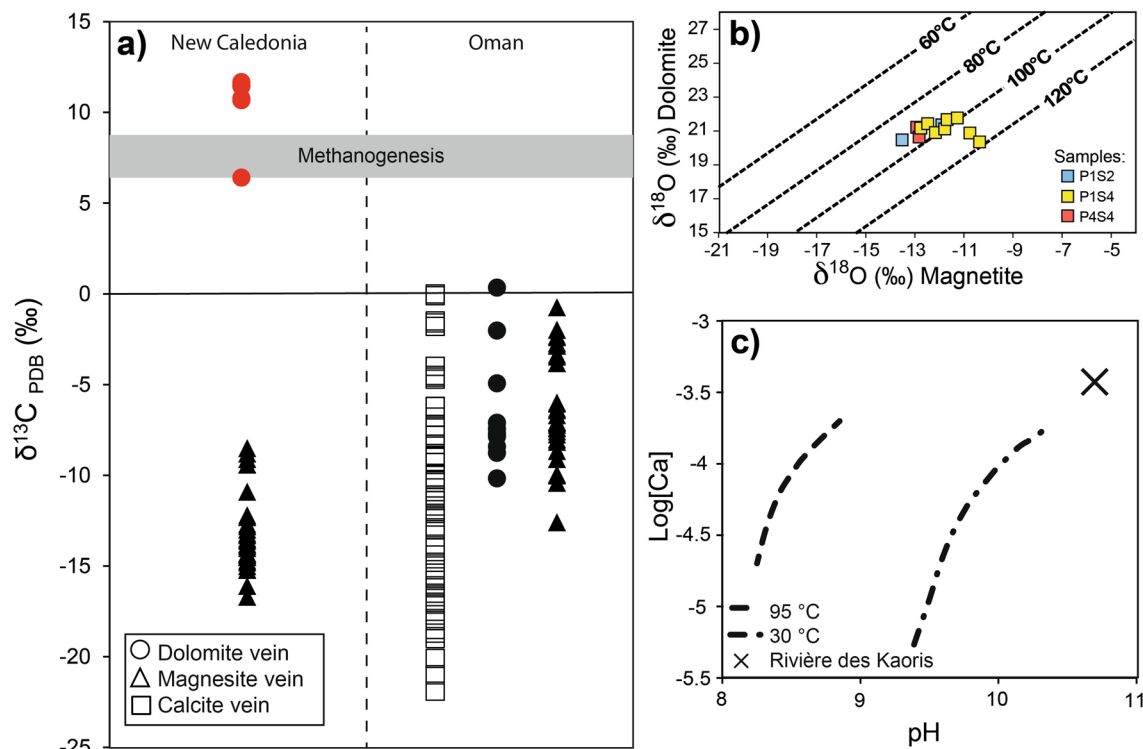 a)
New Caledonia
Oman
15
10
5
0
-5
-10
-15
-20
-25
δ¹³C PDB (‰)
Methanogenesis
Dolomite vein
Magnesite vein
Calcite vein
b)
27
25
23
21
19
17
15
δ¹⁸O (‰) Dolomite
60°C
80°C
100°C
120°C
Samples:
P1S2
P1S4
P4S4
-21 -19 -17 -15 -13 -11 -9 -7 -5
δ¹⁸O (‰) Magnetite
c)
-3
-3.5
-4
-4.5
-5
-5.5
Log[Ca]
95 °C
30 °C
Rivière des Kaoris
8 9 10 11
pH